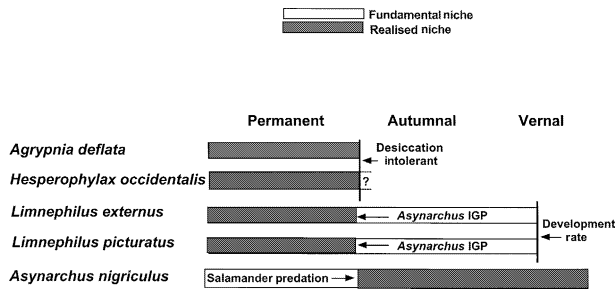 Fundamental niche
Realised niche
Permanent Autumnal Vernal
Agrypnia deflata
Desiccation
intolerant
Hesperophylax occidentalis ?
Limnephilus externus Asynarchus IGP
Development
rate
Limnephilus picturatus Asynarchus IGP
Asynarchus nigriculus Salamander predation